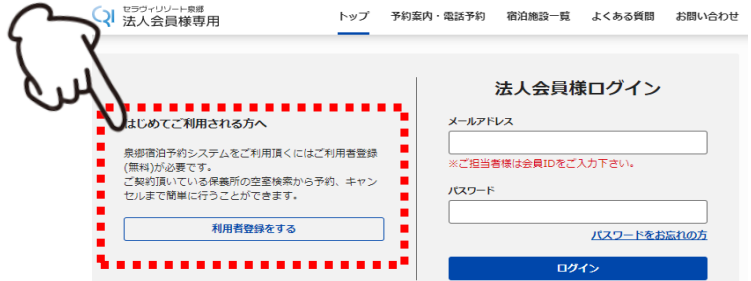 セラヴィリゾート泉郷
法人会員様専用
トップ 予約案内・電話予約 宿泊施設一覧 よくある質問 お問い合わせ
はじめてご利用される方へ
泉郷宿泊予約システムをご利用頂くにはご利用者登録
(無料)が必要です。
ご契約頂いている保養所の空室検索から予約、キャン
セルまで簡単に行うことができます。
利用者登録をする
法人会員様ログイン
メールアドレス
※ご担当者様は会員IDをご入力下さい。
パスワード
パスワードをお忘れの方
ログイン